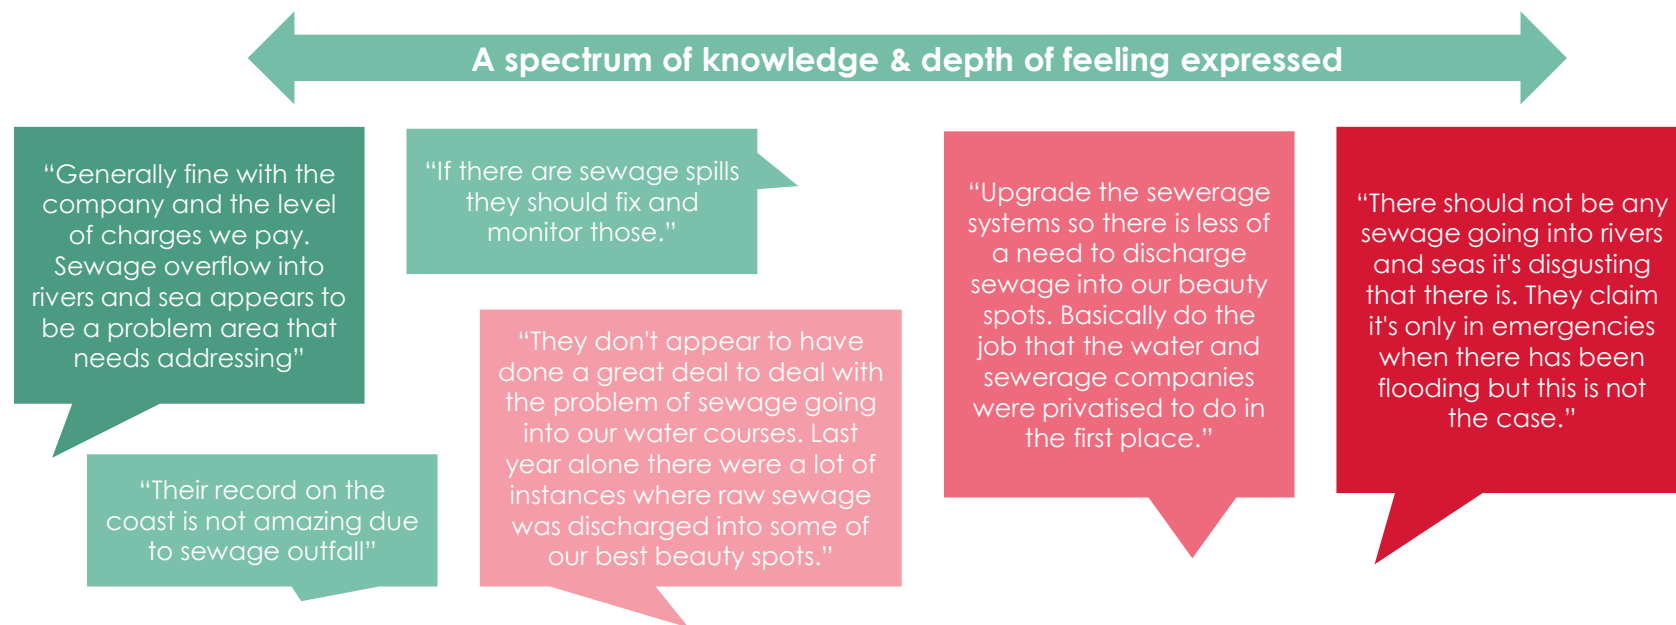 A spectrum of knowledge & depth of feeling expressed
“Generally fine with the
company and the level
of charges we pay.
Sewage overflow into
rivers and sea appears to
be a problem area that
needs addressing”
“Their record on the
coast is not amazing due
to sewage outfall”
“If there are sewage spills
they should fix and
monitor those.”
“They don't appear to have
done a great deal to deal with
the problem of sewage going
into our water courses. Last
year alone there were a lot of
instances where raw sewage
was discharged into some of
our best beauty spots.”
“Upgrade the sewerage
systems so there is less of
a need to discharge
sewage into our beauty
spots. Basically do the
job that the water and
sewerage companies
were privatised to do in
the first place.”
“There should not be any
sewage going into rivers
and seas it's disgusting
that there is. They claim
it's only in emergencies
when there has been
flooding but this is not
the case.”